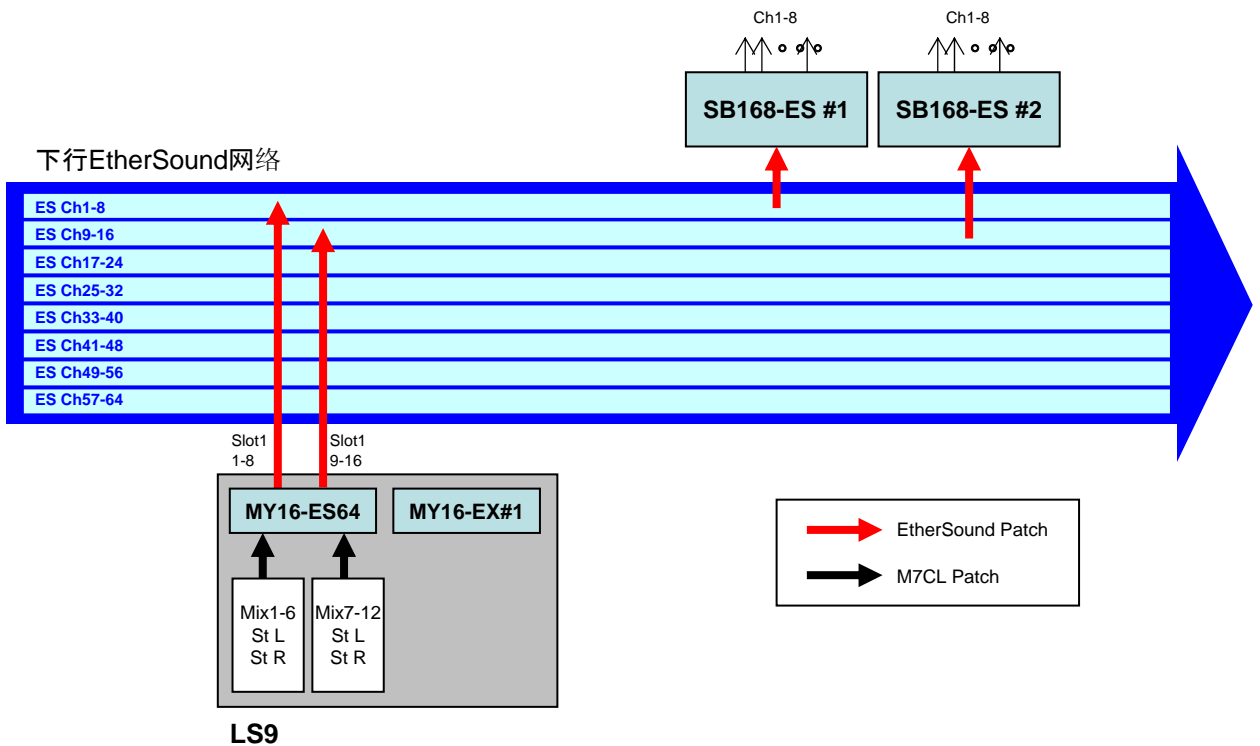 Ch1-8
Ch1-8
SB168-ES #1
SB168-ES #2
下行EtherSound网络
ES Ch1-8
ES Ch9-16
ES Ch17-24
ES Ch25-32
ES Ch33-40
ES Ch41-48
ES Ch49-56
ES Ch57-64
Slot1
1-8
Slot1
9-16
MY16-ES64
MY16-EX#1
Mix1-6
St L
St R
Mix7-12
St L
St R
LS9
EtherSound Patch
M7CL Patch